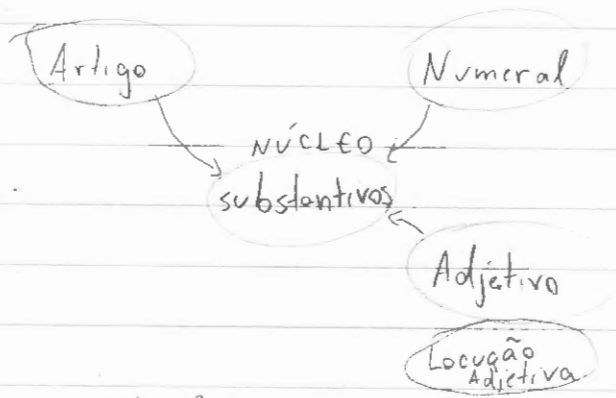 Artigo
Numeral
NÚCLEO
substantivos
Adjetivo
Locução
Adjetiva